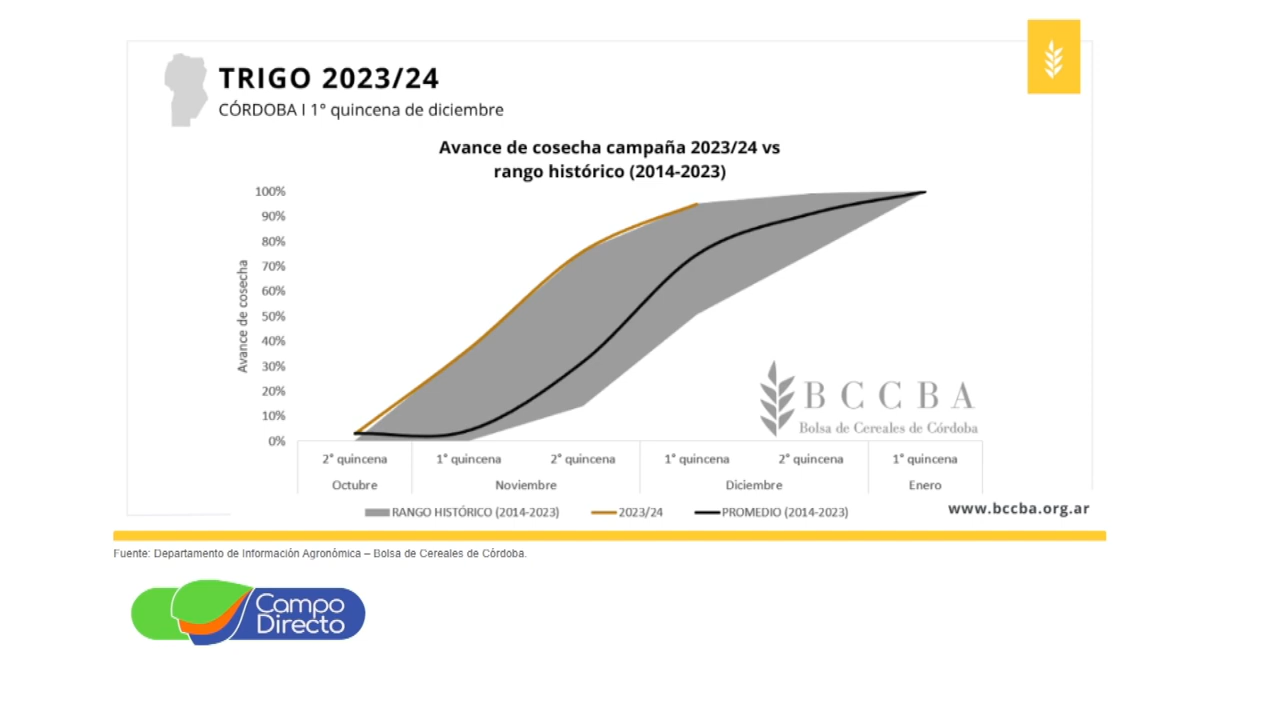 TRIGO 2023/24
CÓRDOBA I 1° quincena de diciembre
Avance de cosecha campaña 2023/24 vs
rango histórico (2014-2023)
Avance de cosecha
100%
90%
80%
70%
60%
50%
40%
30%
20%
10%
0%
2° quincena 1° quincena 2° quincena 1° quincena 2° quincena 1° quincena
Octubre Noviembre Diciembre Enero
BCCBA
Bolsa de Cereales de Córdoba
RANGO HISTÓRICO (2014-2023) 2023/24 PROMEDIO (2014-2023)
www.bccba.org.ar
Fuente: Departamento de Información Agronómica – Bolsa de Cereales de Córdoba.
Campo
Directo